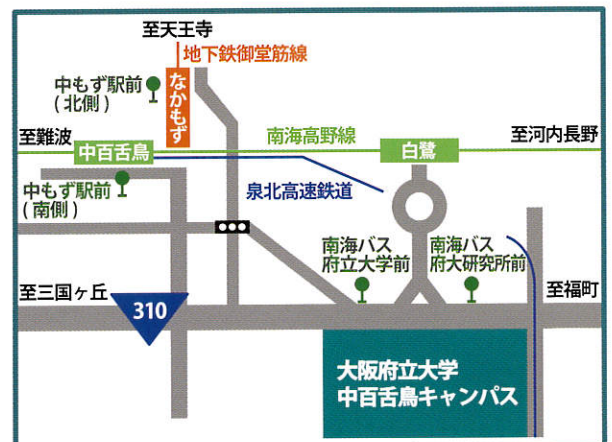 至天王寺
地下鉄御堂筋線
中もず駅前
(北側)
なかもず
至難波
中百舌鳥
南海高野線
白鷺
至河内長野
中もず駅前
(南側)
泉北高速鉄道
南海バス
府立大学前
南海バス
府大研究所前
至三国ヶ丘
310
至福町
大阪府立大学
中百舌鳥キャンパス